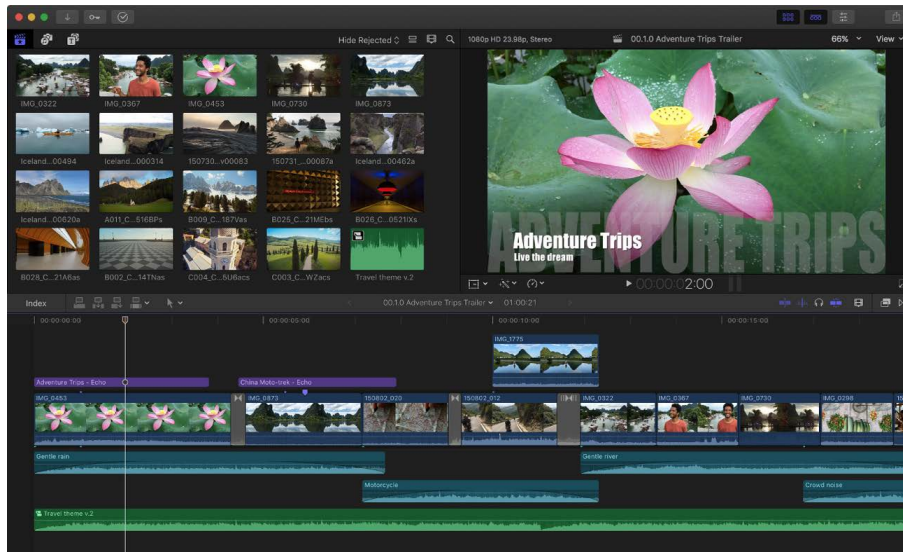 Hide Rejected
1080p HD 23.98p, Stereo
00.1.0 Adventure Trips Trailer
66%
View
IMG_0322
IMG_0367
IMG_0453
IMG_0730
IMG_0873
Iceland...00494
Iceland...000314
150730...v00083
150731_...00087a
Iceland...00462a
Iceland...00620a
A011_C...516BPs
B009_C...187Vas
B025_C...21MEbs
B026_C...0521IXs
B028_C...21A6as
B002_C...14TNas
C004_C...5U6acs
C003_C...WZacs
Travel theme v.2
ADVENTURE TRIPS
Adventure Trips
Live the dream
00:00:02:00
Index
00.1.0 Adventure Trips Trailer
01:00:21
00:00:00:00
00:00:05:00
00:00:10:00
00:00:15:00
IMG_1775
Adventure Trips - Echo
China Moto-trek - Echo
IMG_0453
IMG_0873
150802_020
150802_012
IMG_0322
IMG_0367
IMG_0730
IMG_0298
15
Gentle rain
Gentle river
Motorcycle
Crowd noise
Travel theme v.2